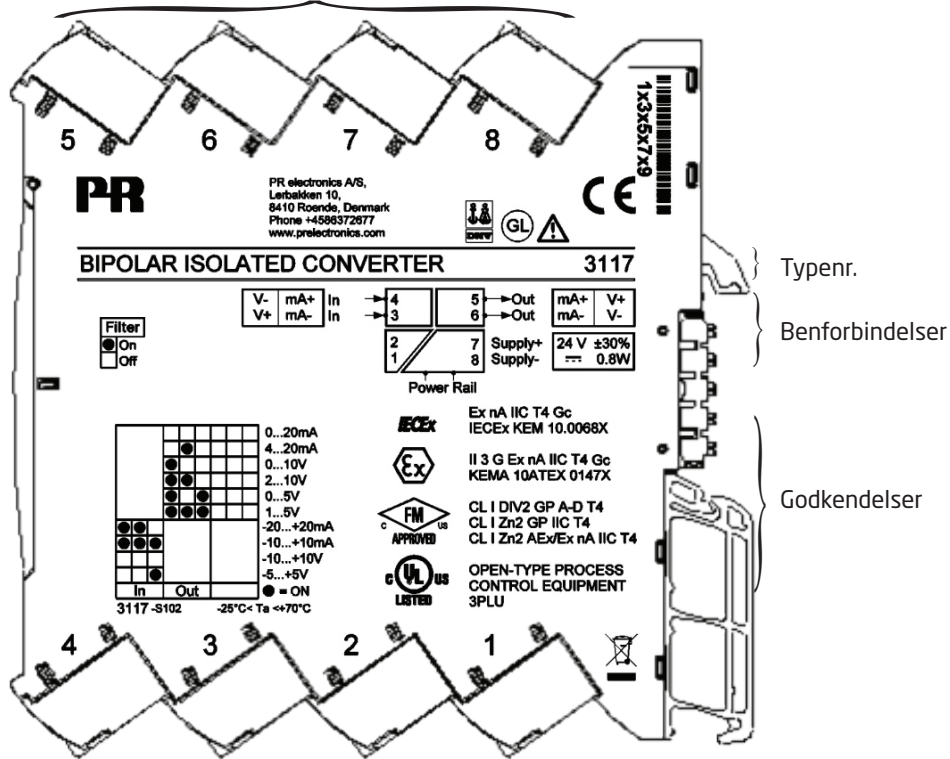 5 6 7 8
1x3x5x7x9
PR
PR electronics A/S,
Lerbakken 10,
8410 Roende, Denmark
Phone +4586372677
www.prelectronics.com
GL
CE
BIPOLAR ISOLATED CONVERTER 3117
Typenr.
V- mA+ In 4 5 Out mA+ V+
V+ mA- In 3 6 Out mA- V-
2 7 Supply+ 24 V ±30%
1 8 Supply- 0.8W
Power Rail
Benforbindelser
Filter
On
Off
0...20mA
4...20mA
0...10V
2...10V
0...5V
1...5V
-20...+20mA
-10...+10mA
-10...+10V
-5...+5V
In Out = ON
3117 -S102 -25°C< Ta <+70°C
IECEx
Ex nA IIC T4 Gc
IECEx KEM 10.0068X
Ex
II 3 G Ex nA IIC T4 Gc
KEMA 10ATEX 0147X
C FM US
APPROVED
CL I DIV2 GP A-D T4
CL I Zn2 GP IIC T4
CL I Zn2 AEx/Ex nA IIC T4
C UL US
LISTED
OPEN-TYPE PROCESS
CONTROL EQUIPMENT
3PLU
Godkendelser
4 3 2 1